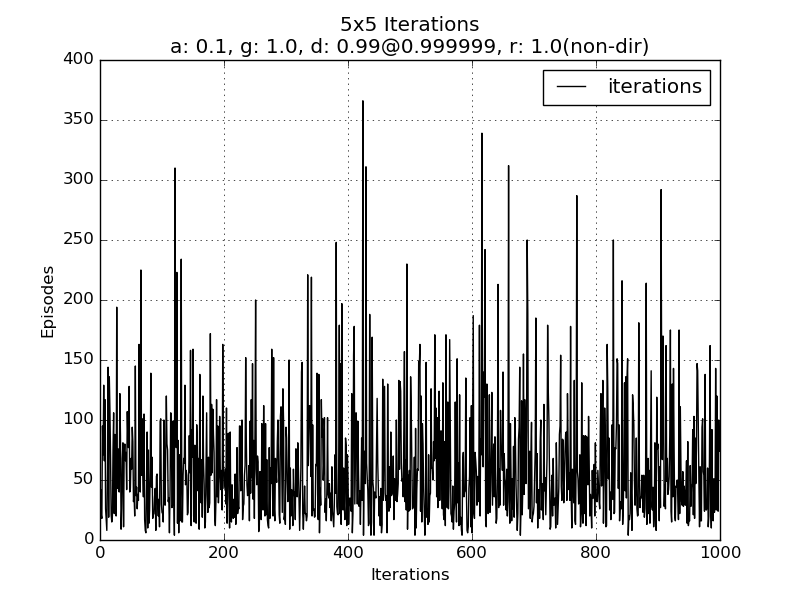 5x5 Iterations
a: 0.1, g: 1.0, d: 0.99@0.999999, r: 1.0(non-dir)
400
iterations
350
300
250
Episodes
200
150
100
50
0
0 200 400 600 800 1000
Iterations